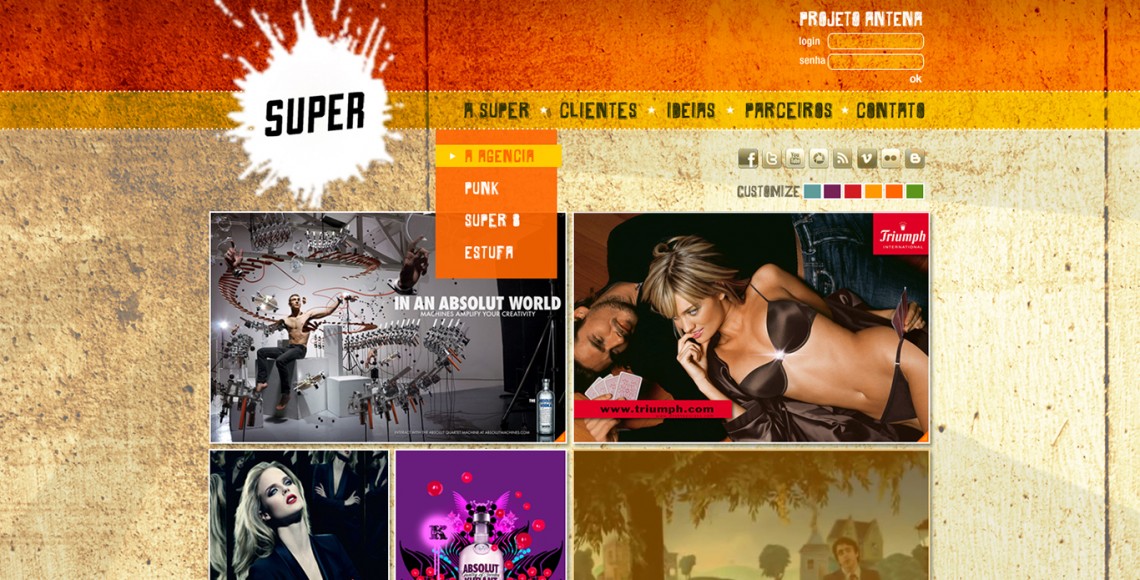 PROJETO ANTENA
login
senha
ok
SUPER
A SUPER ★ CLIENTES ★ IDEIAS ★ PARCEIROS ★ CONTATO
A AGENCIA
PUNK
SUPER 8
ESTUFA
CUSTOMIZE
IN AN ABSOLUT WORLD
MACHINES AMPLIFY YOUR CREATIVITY
Triumph
INTERNATIONAL
www.triumph.com
K
ABSOLUT
KURANT